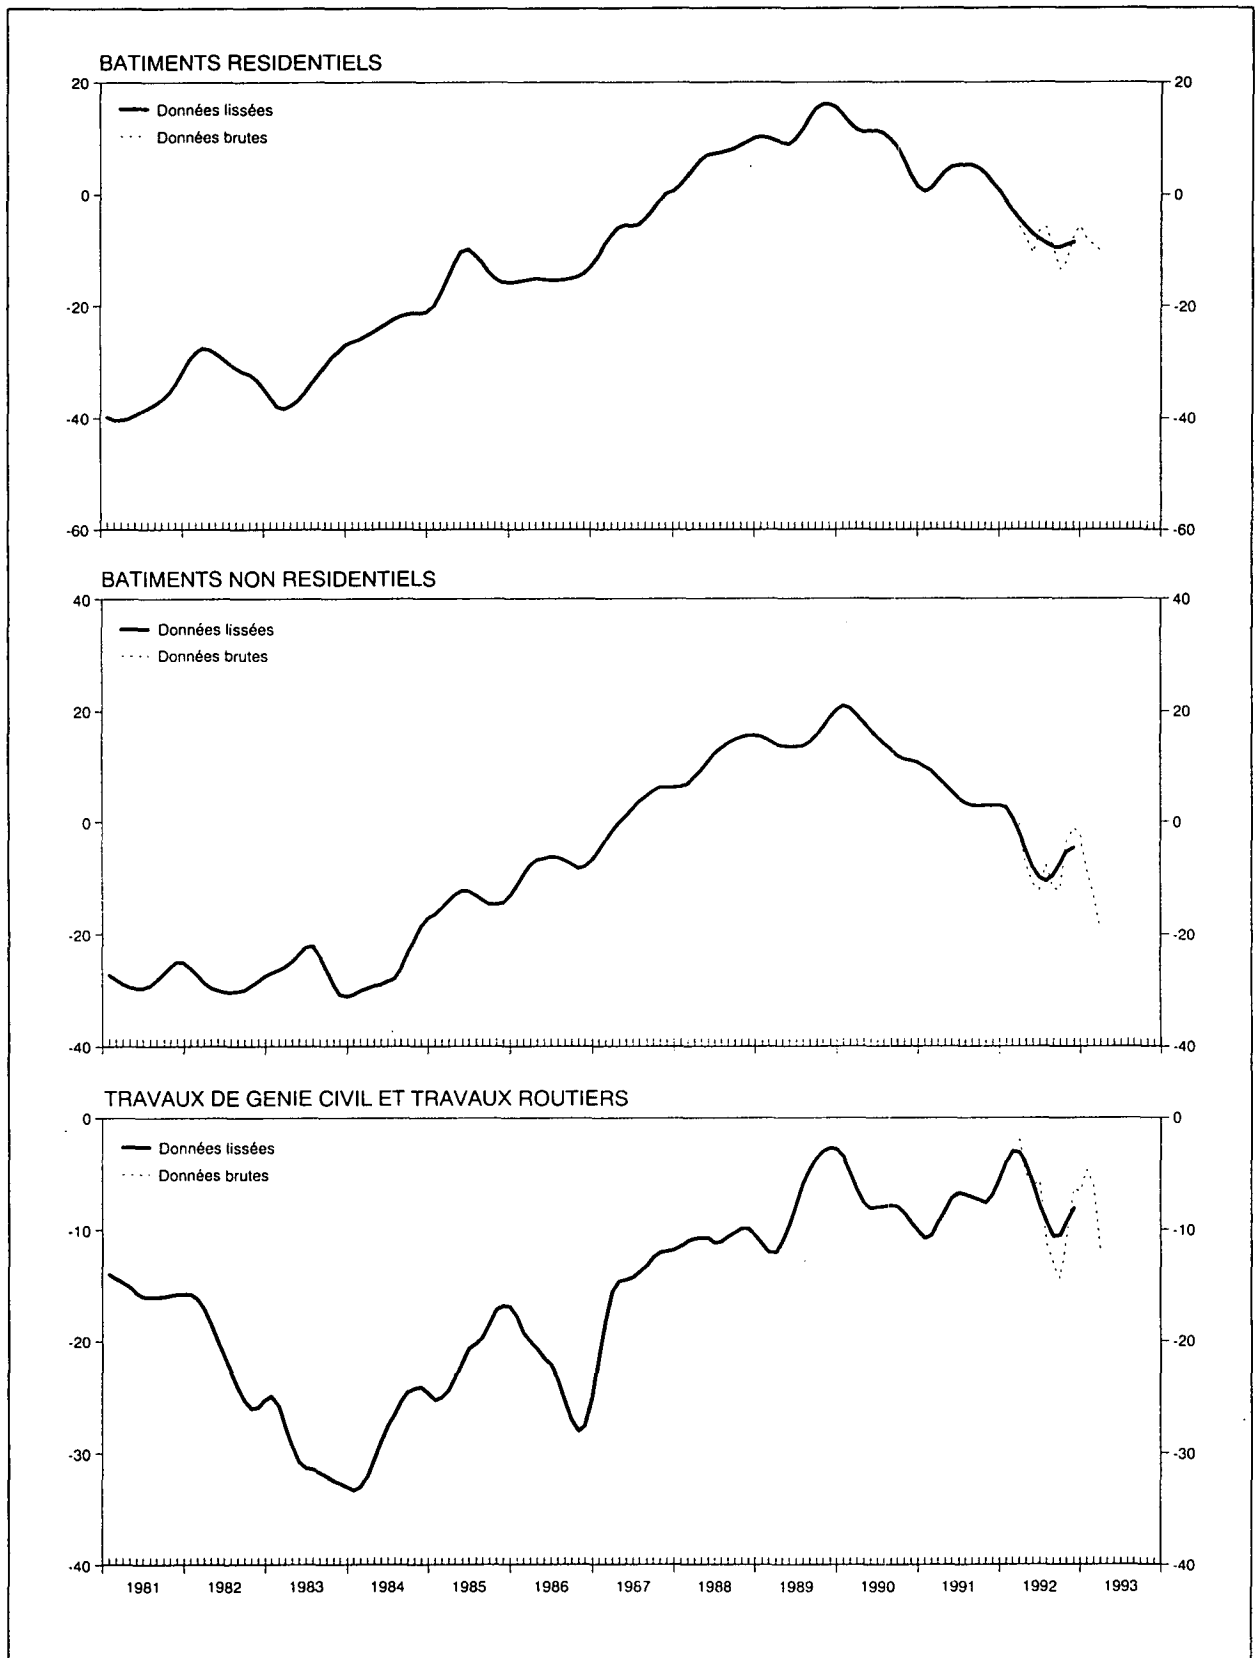 BATIMENTS RESIDENTIELS
20 20
Données lissées
Données brutes
0 0
-20 -20
-40 -40
-60 -60
BATIMENTS NON RESIDENTIELS
40 40
Données lissées
Données brutes
20 20
0 0
-20 -20
-40 -40
TRAVAUX DE GENIE CIVIL ET TRAVAUX ROUTIERS
0 0
Données lissées
Données brutes
-10 -10
-20 -20
-30 -30
-40 -40
1981 1982 1983 1984 1985 1986 1967 1988 1989 1990 1991 1992 1993